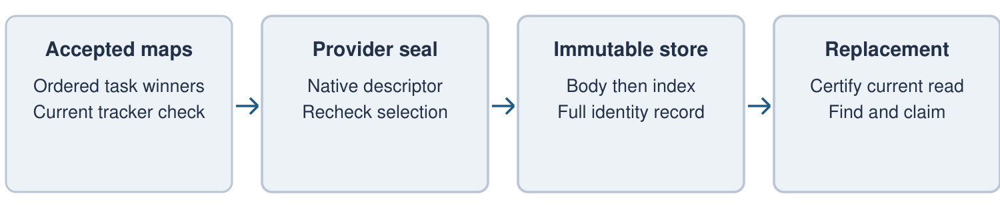 Accepted maps
Ordered task winners
Current tracker check
Provider seal
Native descriptor
Recheck selection
Immutable store
Body then index
Full identity record
Replacement
Certify current read
Find and claim